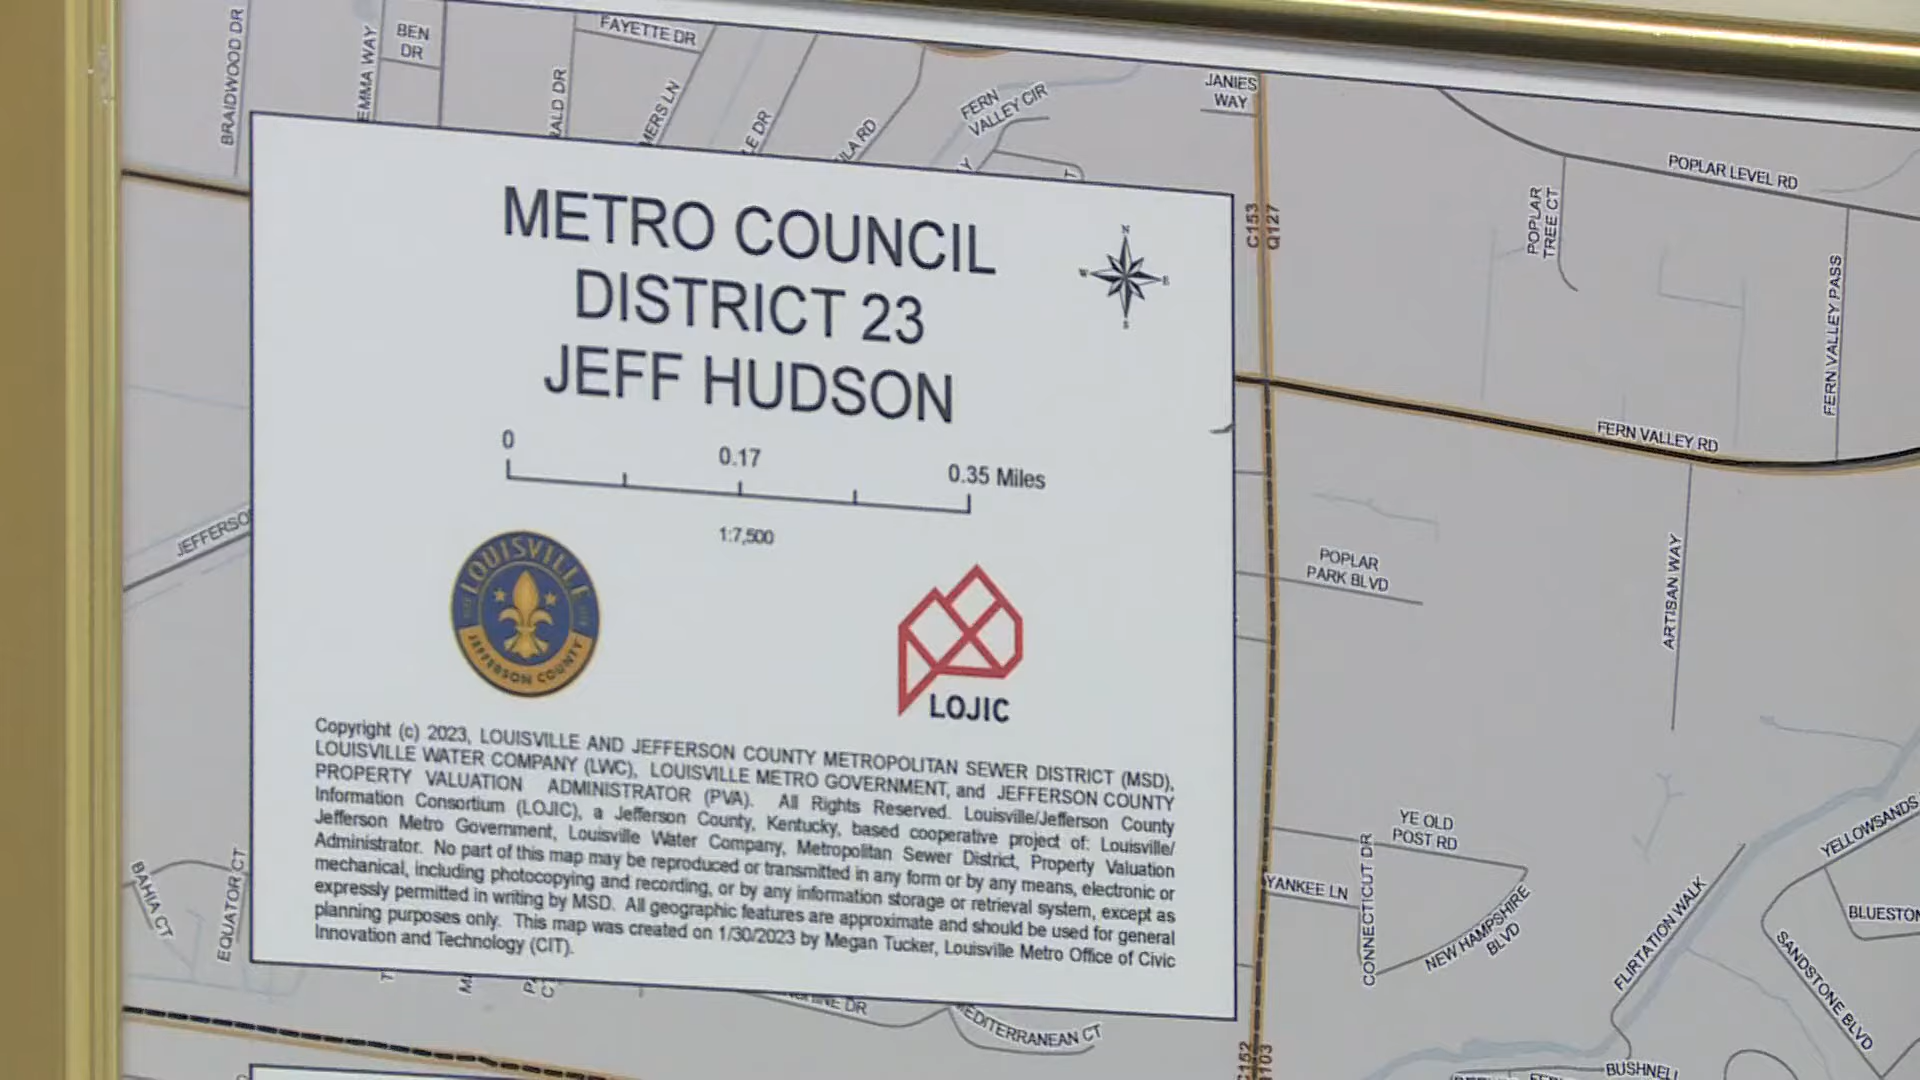 BRAIDWOOD DR
EMMA WAY
BEN
DR
FAYETTE DR
FERN
VALLEY CIR
JANIES
WAY
POPLAR LEVEL RD
POPLAR
TREE CT
FERN VALLEY PASS
C153
Q127
METRO COUNCIL
DISTRICT 23
JEFF HUDSON
N
W
E
S
0
0.17
0.35 Miles
1:7,500
LOUISVILLE
JEFFERSON COUNTY
LOJIC
Copyright (c) 2023, LOUISVILLE AND JEFFERSON COUNTY METROPOLITAN SEWER DISTRICT (MSD),
LOUISVILLE WATER COMPANY (LWC), LOUISVILLE METRO GOVERNMENT, and JEFFERSON COUNTY
PROPERTY VALUATION ADMINISTRATOR (PVA). All Rights Reserved. Louisville/Jefferson County
Information Consortium (LOJIC), a Jefferson County, Kentucky, based cooperative project of: Louisville/
Jefferson Metro Government, Louisville Water Company, Metropolitan Sewer District, Property Valuation
Administrator. No part of this map may be reproduced or transmitted in any form or by any means, electronic or
mechanical, including photocopying and recording, or by any information storage or retrieval system, except as
expressly permitted in writing by MSD. All geographic features are approximate and should be used for general
planning purposes only. This map was created on 1/30/2023 by Megan Tucker, Louisville Metro Office of Civic
Innovation and Technology (CIT).
FERN VALLEY RD
POPLAR
PARK BLVD
ARTISAN WAY
YE OLD
POST RD
YANKEE LN
CONNECTICUT DR
NEW HAMPSHIRE
BLVD
FLIRTATION WALK
YELLOWSANDS
BLUESTON
SANDSTONE BLVD
BUSHNELL
JEFFERSO
BAHIA CT
EQUATOR CT
DR
MEDITERRANEAN CT